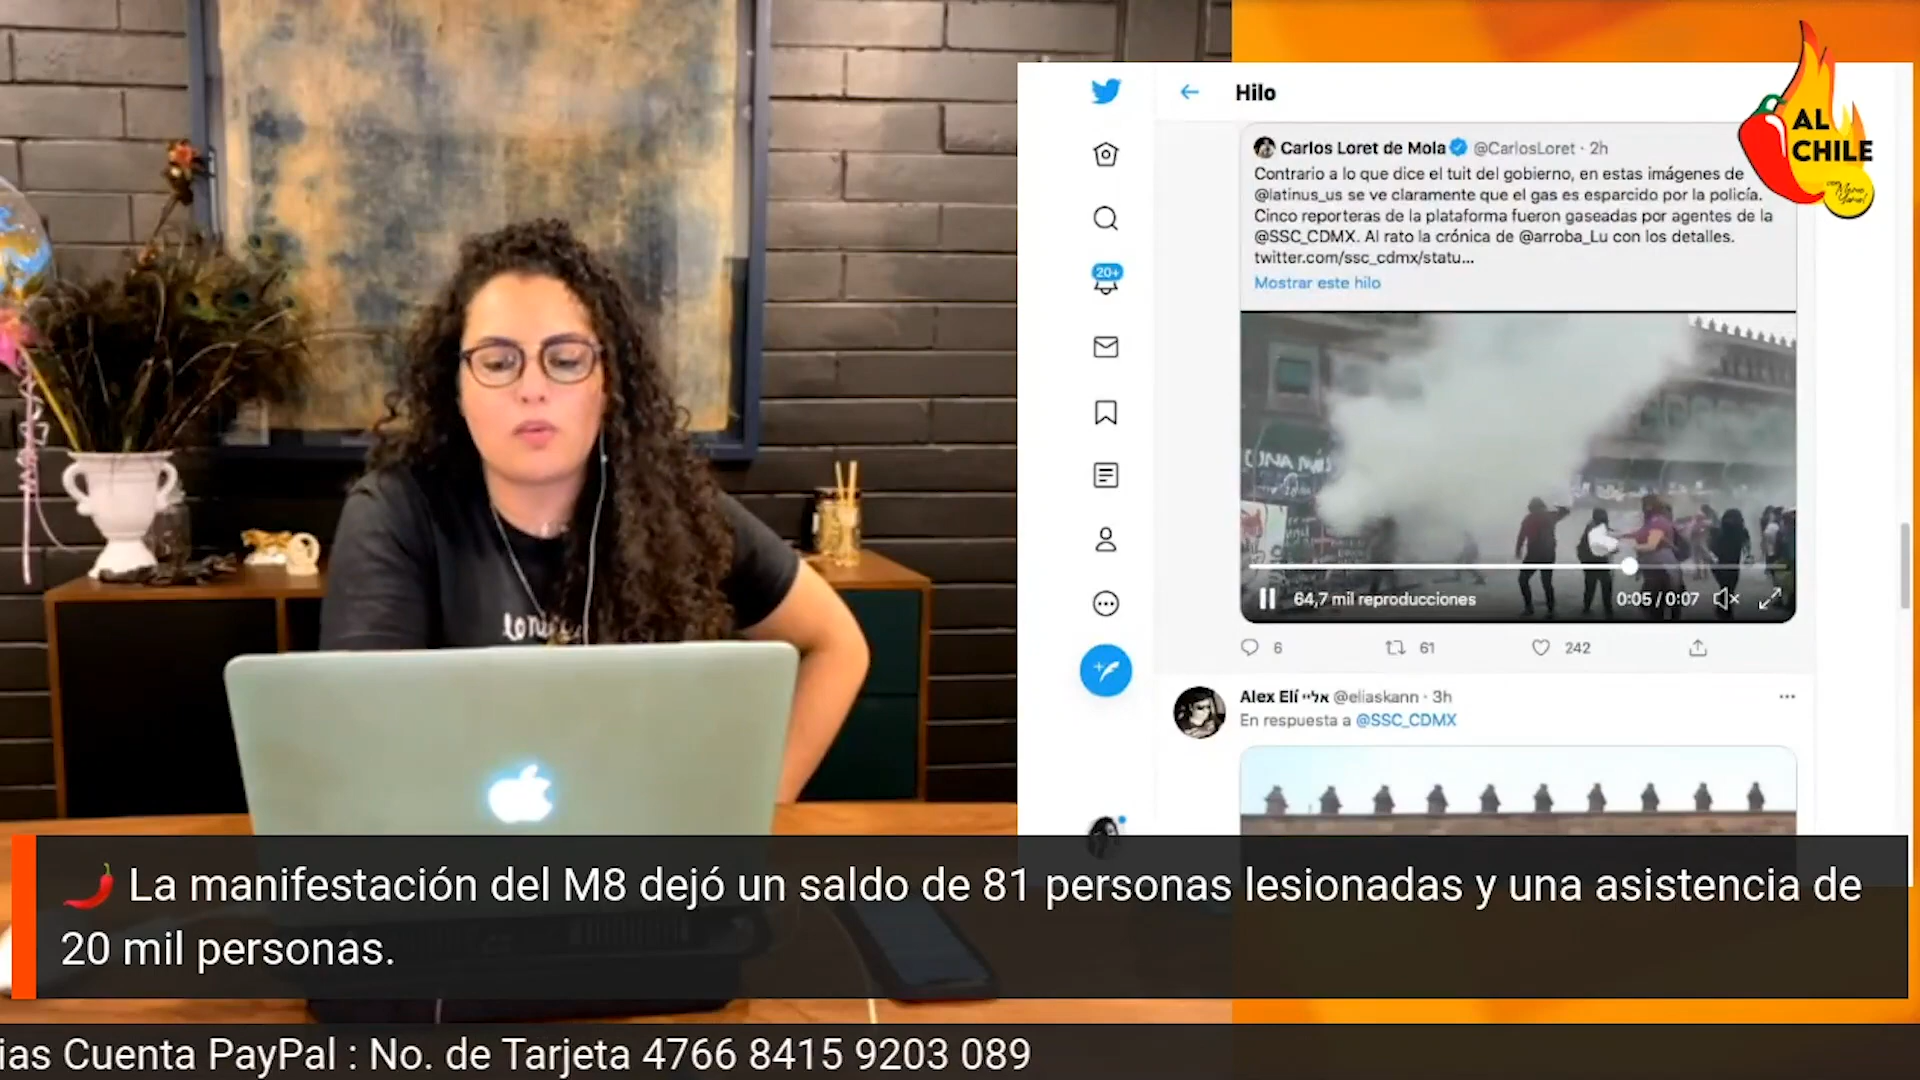 Hilo
AL
CHILE
Carlos Loret de Mola @CarlosLoret · 2h
Contrario a lo que dice el tuit del gobierno, en estas imágenes de
@latinus_us se ve claramente que el gas es esparcido por la policía.
Cinco reporteras de la plataforma fueron gaseadas por agentes de la
@SSC_CDMX. Al rato la crónica de @arroba_Lu con los detalles.
twitter.com/ssc_cdmx/statu...
Mostrar este hilo
20+
64,7 mil reproducciones
0:05 / 0:07
6 61 242
Alex Elí אליי @eliaskann · 3h
En respuesta a @SSC_CDMX
🌶️ La manifestación del M8 dejó un saldo de 81 personas lesionadas y una asistencia de
20 mil personas.
ias Cuenta PayPal : No. de Tarjeta 4766 8415 9203 089